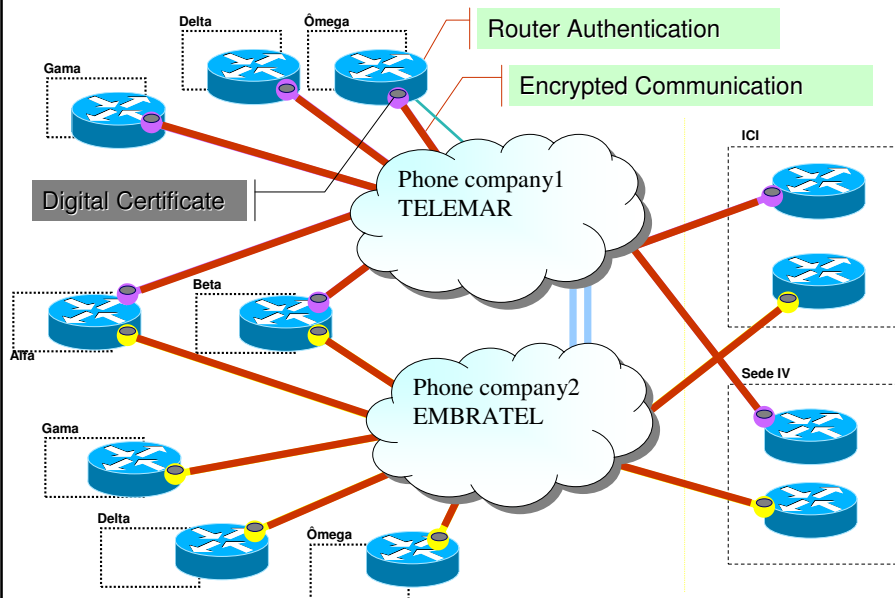 Delta
Ômega
Router Authentication
Gama
Encrypted Communication
ICI
Phone company1
TELEMAR
Digital Certificate
Beta
Alfa
Phone company2
EMBRATEL
Sede IV
Gama
Delta
Ômega